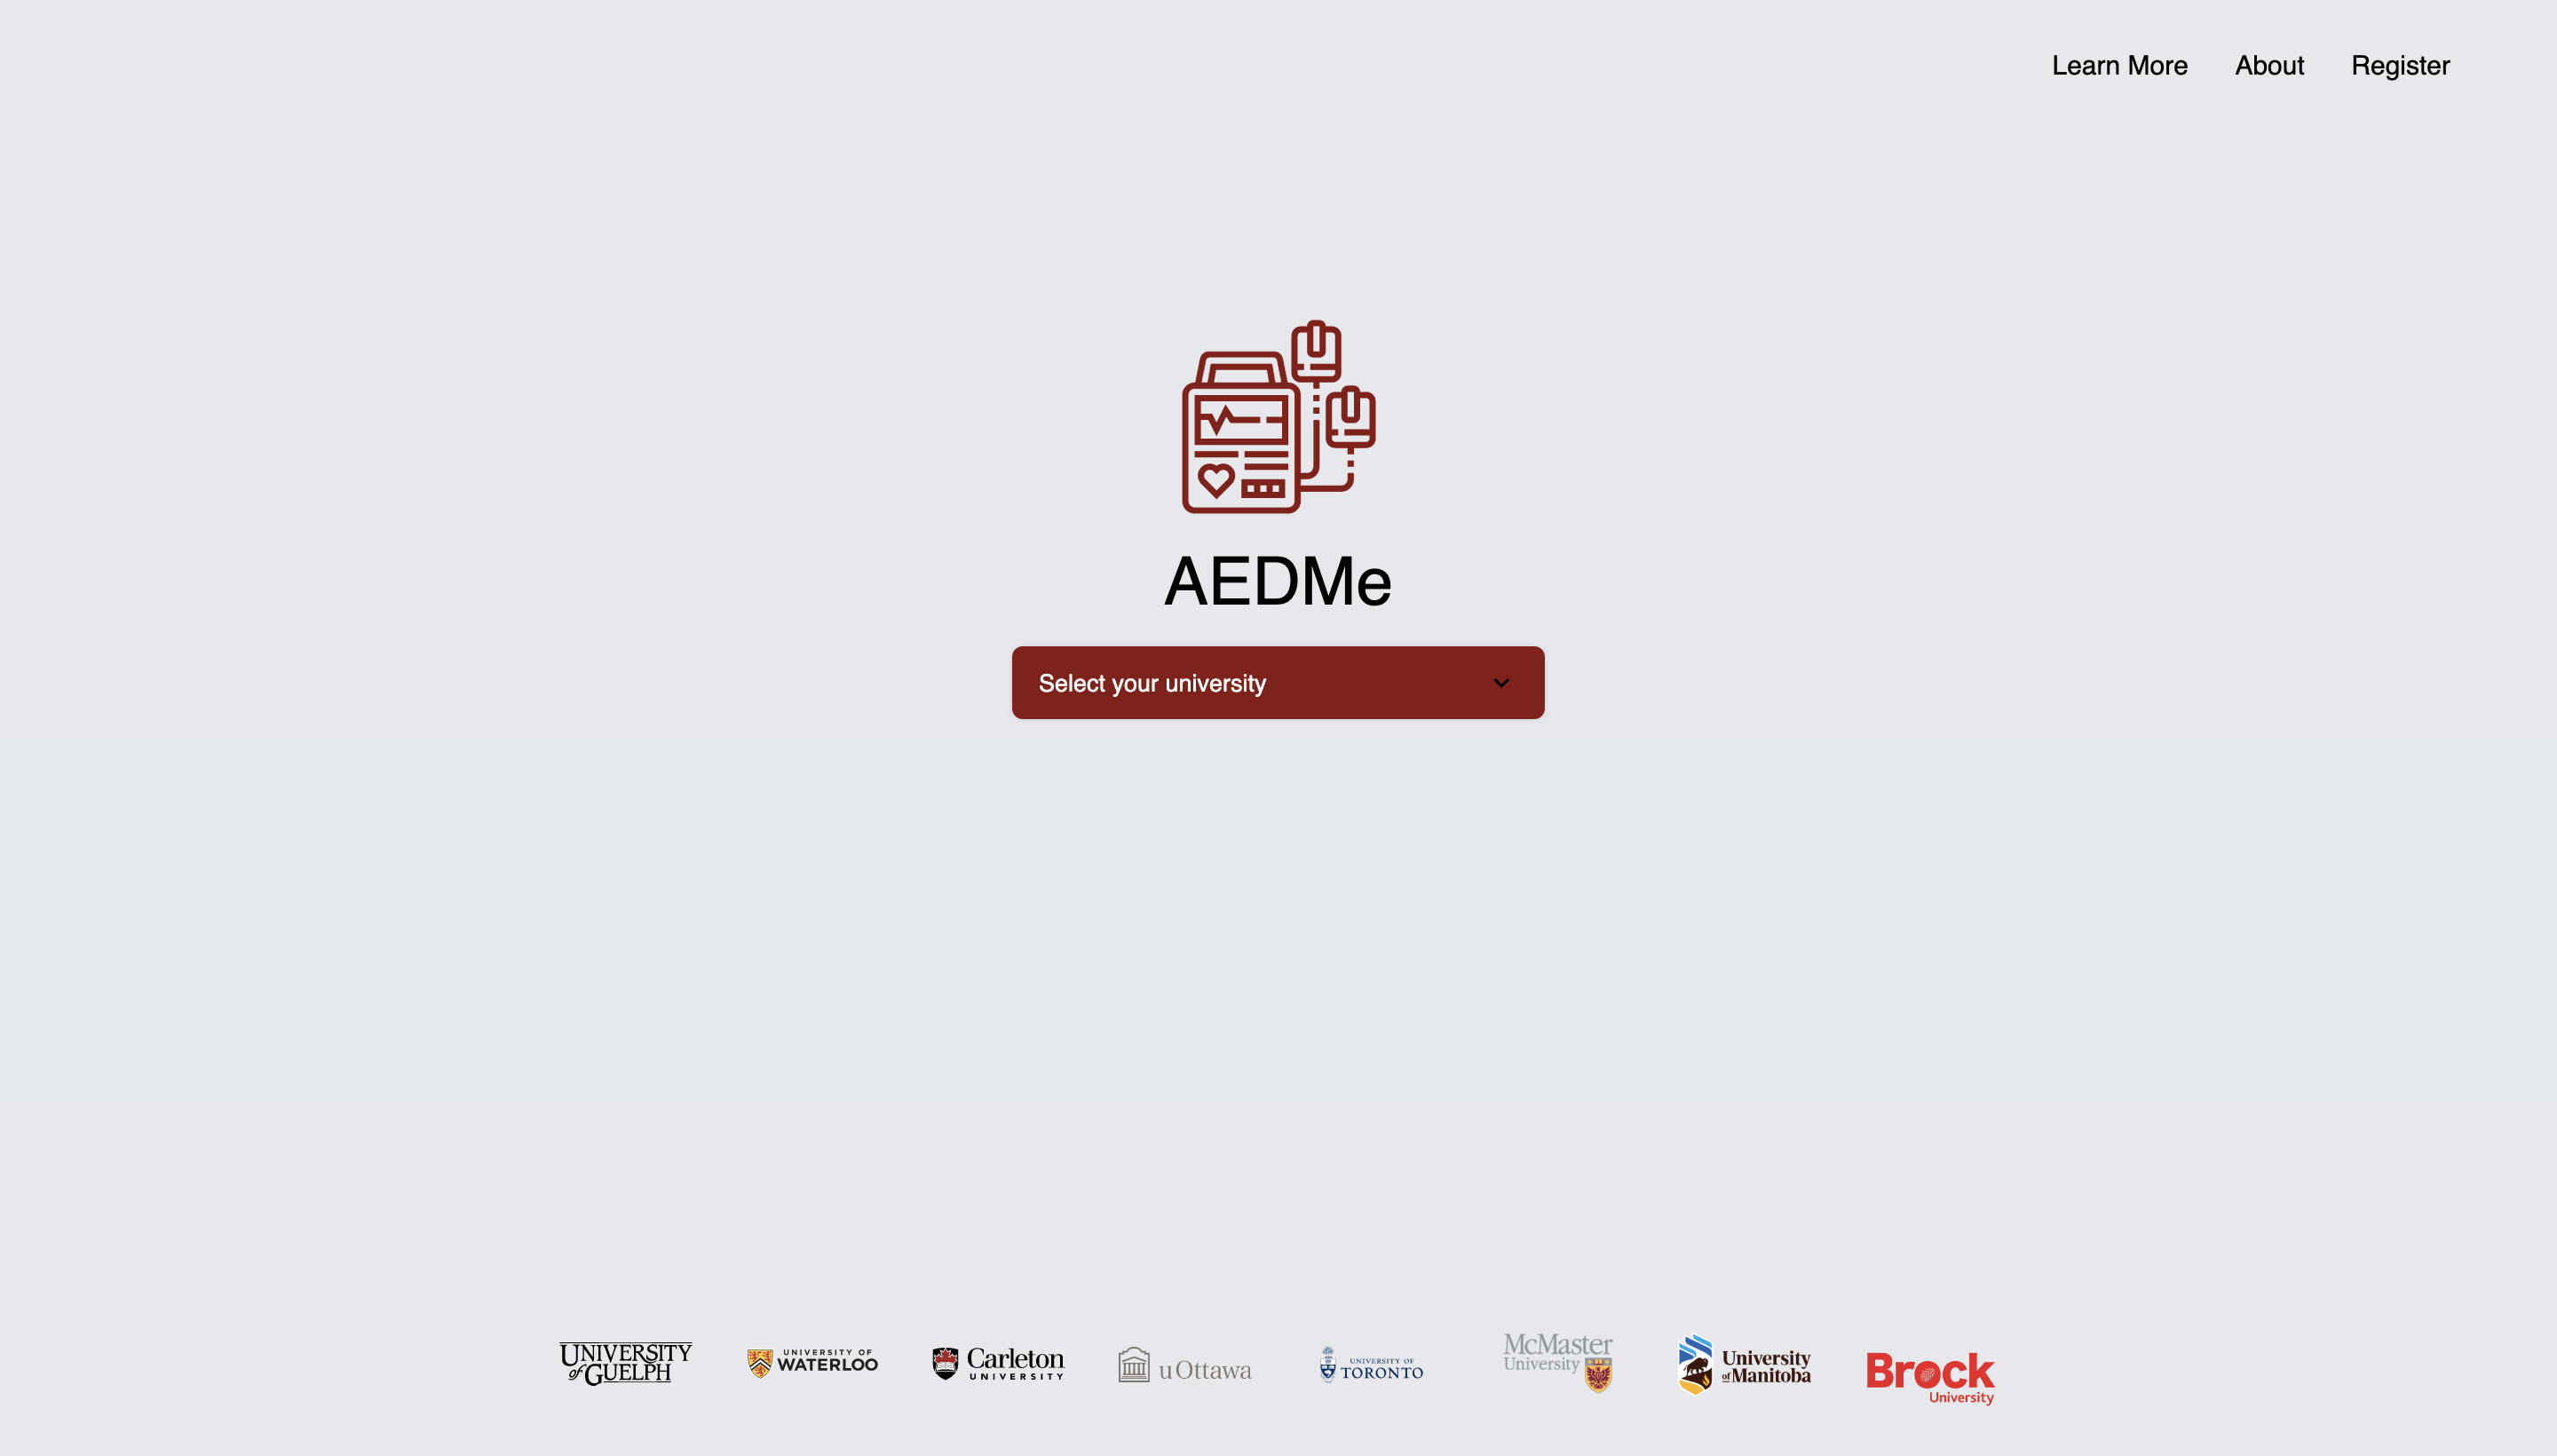 Learn More About Register
AEDMe
Select your university
UNIVERSITY
of GUELPH
UNIVERSITY OF
WATERLOO
Carleton
UNIVERSITY
uOttawa
UNIVERSITY OF
TORONTO
McMaster
University
University
of Manitoba
Brock
University